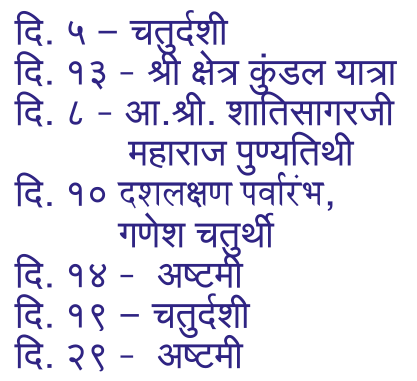 दि. ५ – चतुर्दशी
दि. १३ - श्री क्षेत्र कुंडल यात्रा
दि. ८ - आ.श्री. शातिसागरजी
महाराज पुण्यतिथी
दि. १० दशलक्षण पर्वारंभ,
गणेश चतुर्थी
दि. १४ - अष्टमी
दि. १९ – चतुर्दशी
दि. २९ - अष्टमी